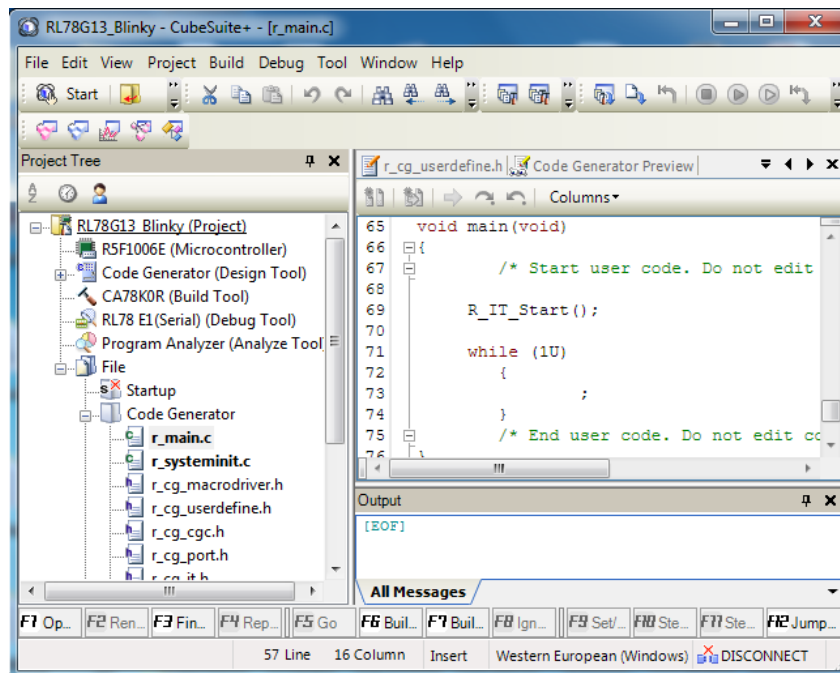 RL78G13_Blinky - CubeSuite+ - [r_main.c]
File Edit View Project Build Debug Tool Window Help
Start
Project Tree
RL78G13_Blinky (Project)
R5F1006E (Microcontroller)
Code Generator (Design Tool)
CA78K0R (Build Tool)
RL78 E1(Serial) (Debug Tool)
Program Analyzer (Analyze Tool
File
Startup
Code Generator
r_main.c
r_systeminit.c
r_cg_macrodriver.h
r_cg_userdefine.h
r_cg_cgc.h
r_cg_port.h
r_cg_it.h
r_cg_userdefine.h Code Generator Preview
Columns
65 void main(void)
66 {
67 /* Start user code. Do not edit
68
69 R_IT_Start();
70
71 while (1U)
72 {
73 ;
74 }
75 /* End user code. Do not edit co
76 }
Output
[EOF]
All Messages
F1 Op... F2 Ren... F3 Fin... F4 Rep... F5 Go F6 Buil... F7 Buil... F8 Ign... F9 Set/... F10 Ste... F11 Ste... F12 Jump...
57 Line 16 Column Insert Western European (Windows) DISCONNECT